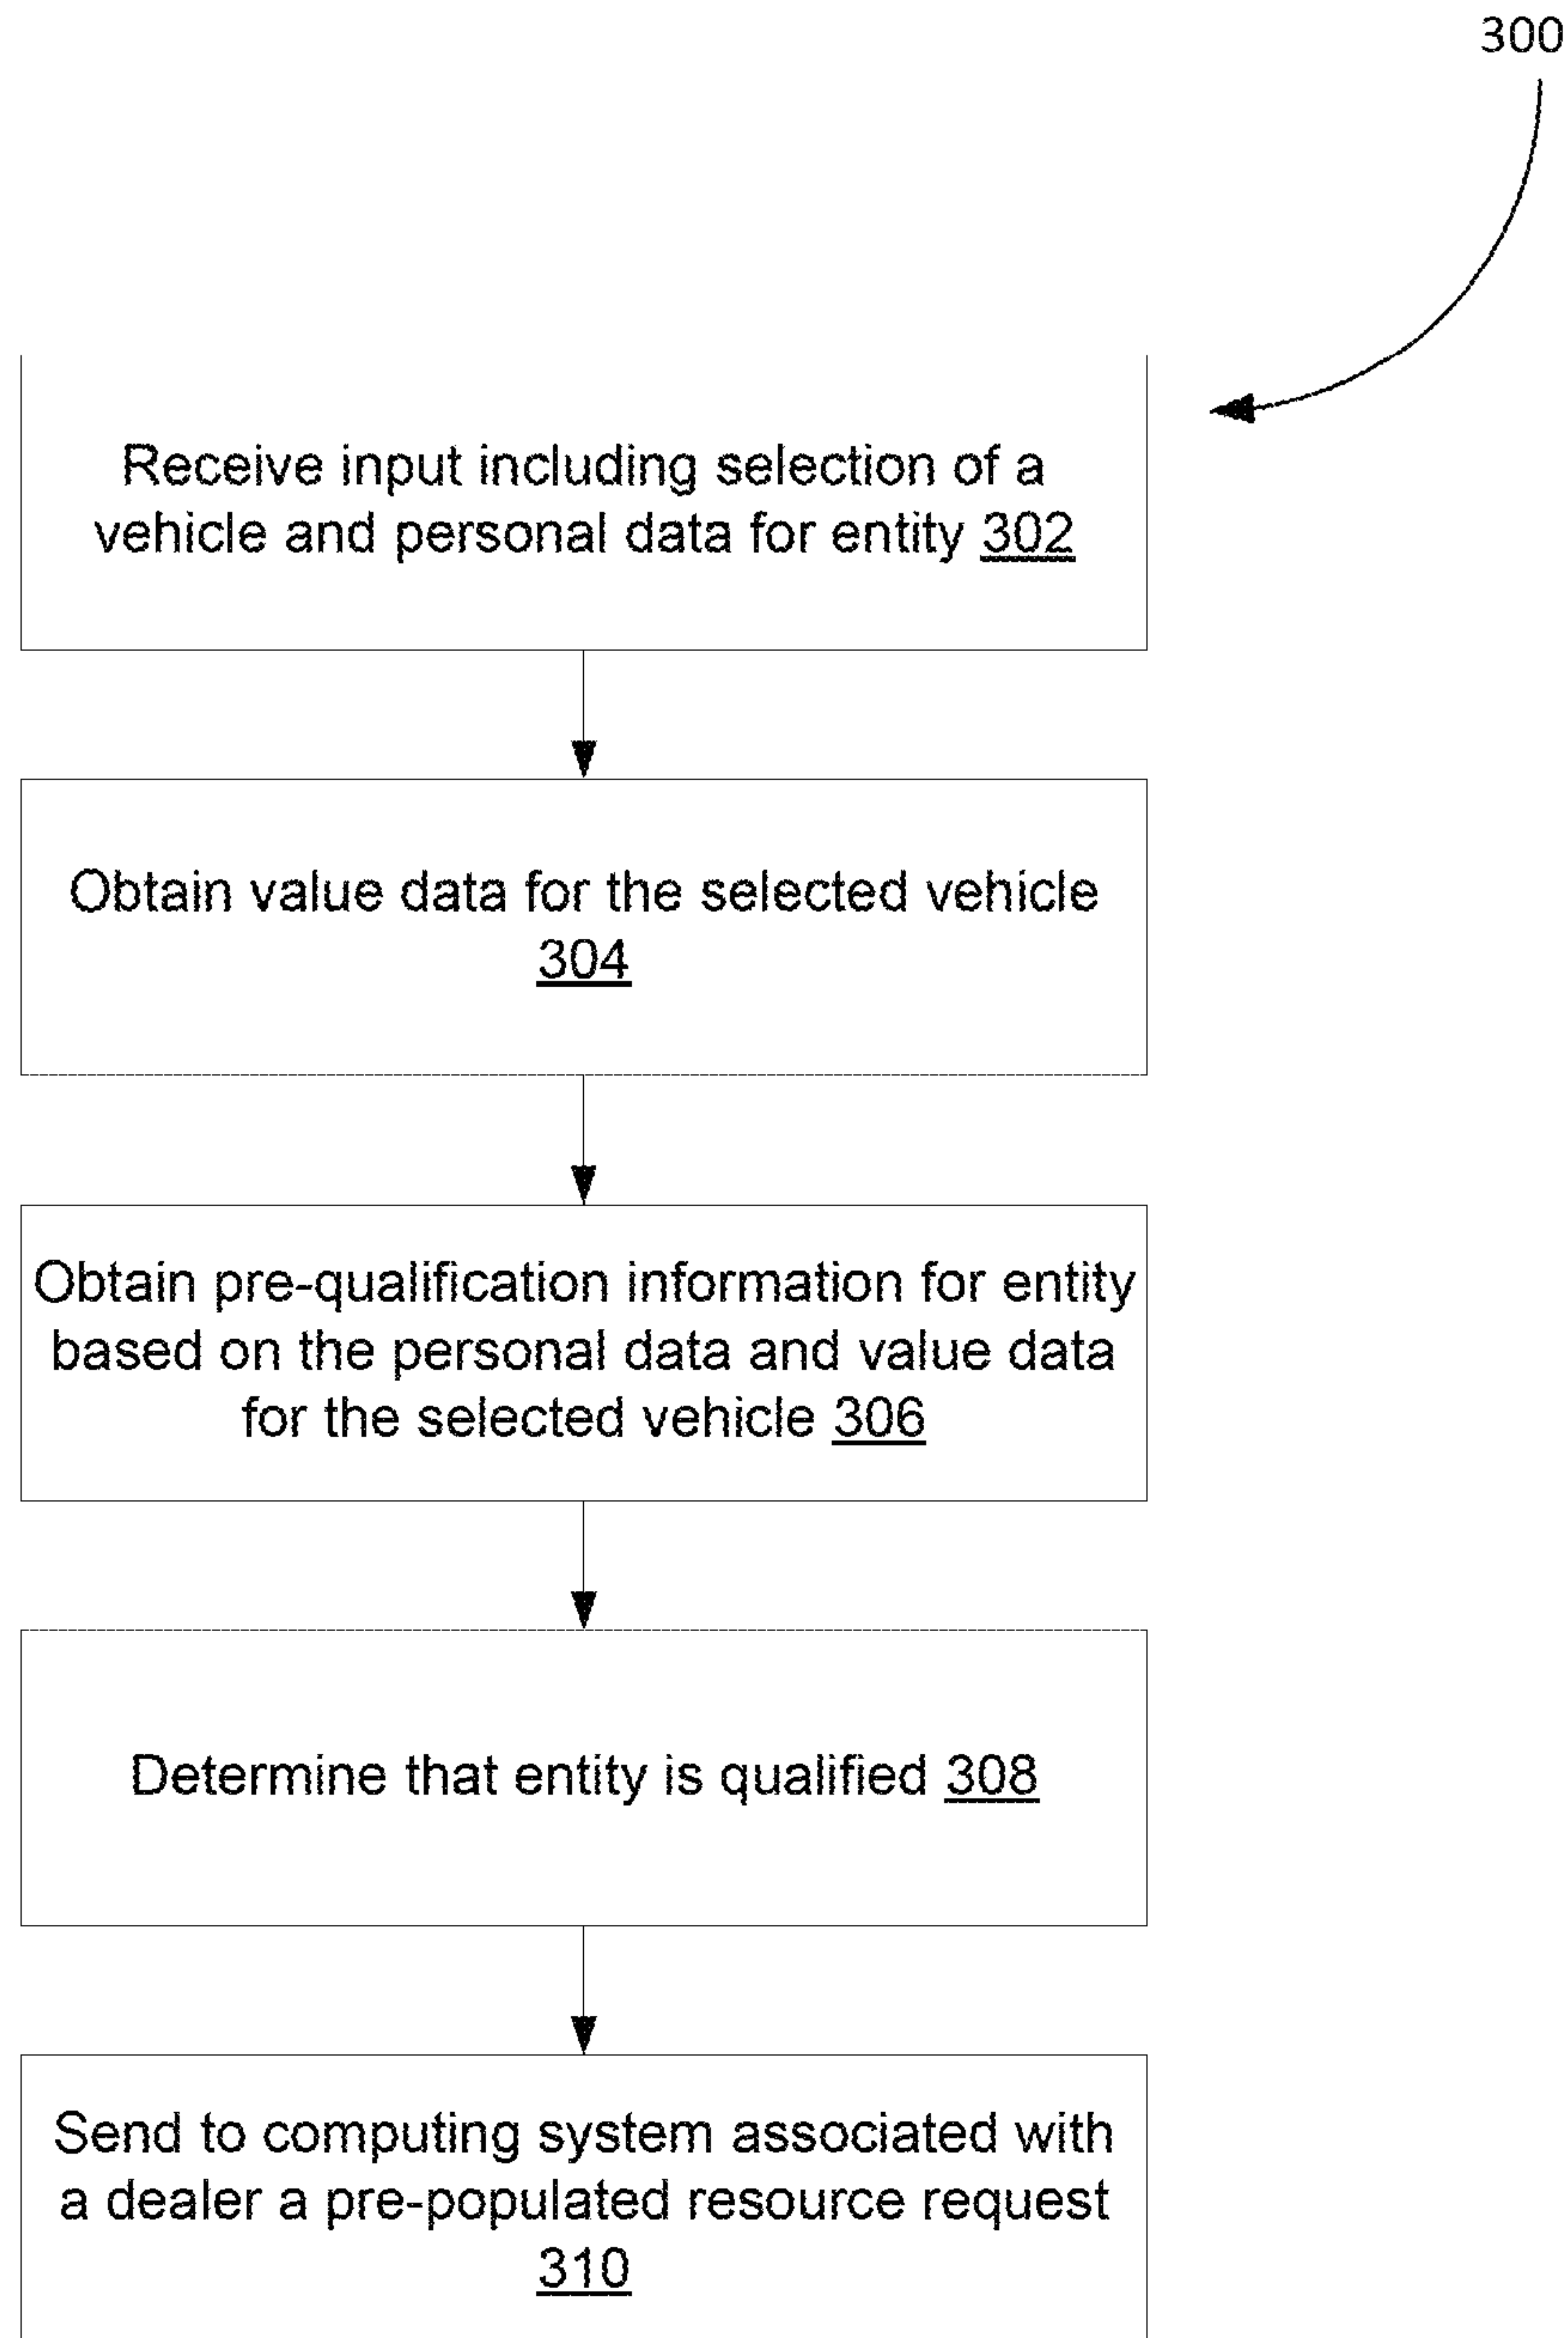 300
Receive input including selection of a
vehicle and personal data for entity 302
Obtain value data for the selected vehicle
304
Obtain pre-qualification information for entity
based on the personal data and value data
for the selected vehicle 306
Determine that entity is qualified 308
Send to computing system associated with
a dealer a pre-populated resource request
310